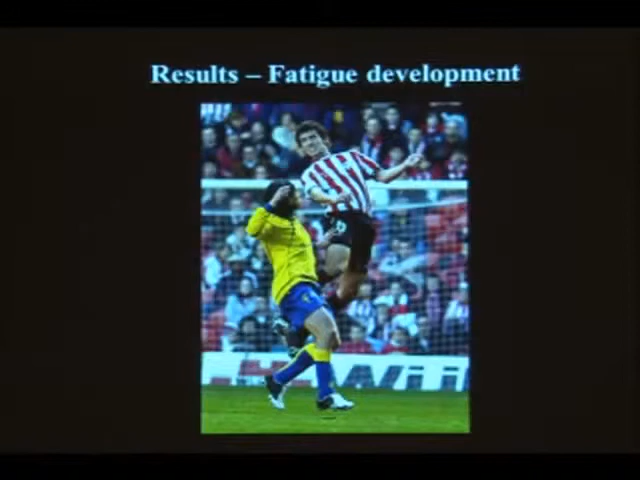 Results – Fatigue development